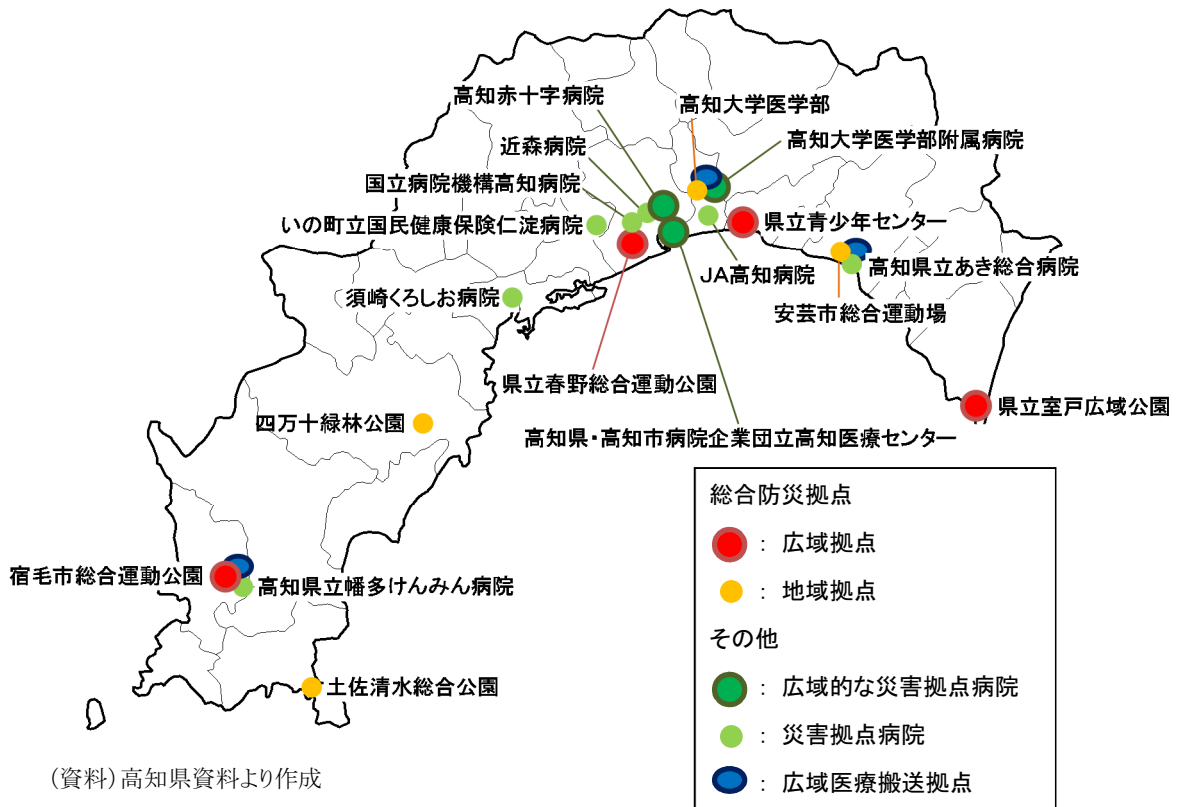 高知赤十字病院
高知大学医学部
近森病院
高知大学医学部附属病院
国立病院機構高知病院
いの町立国民健康保険仁淀病院
県立青少年センター
JA高知病院
高知県立あき総合病院
須崎くろしお病院
安芸市総合運動場
県立春野総合運動公園
県立室戸広域公園
四万十緑林公園
高知県・高知市病院企業団立高知医療センター
宿毛市総合運動公園
高知県立幡多けんみん病院
土佐清水総合公園
総合防災拠点
： 広域拠点
： 地域拠点
その他
： 広域的な災害拠点病院
： 災害拠点病院
： 広域医療搬送拠点
（資料）高知県資料より作成